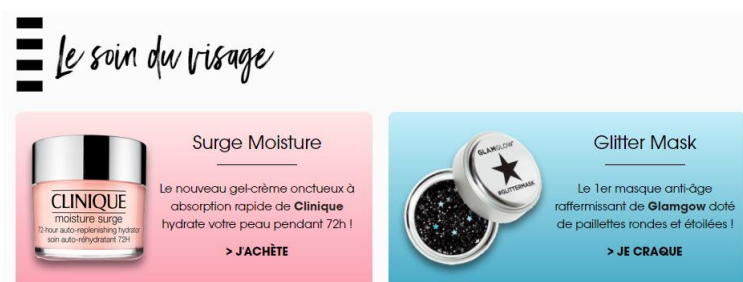 Le soin du visage
CLINIQUE
moisture surge
72-hour auto-replenishing hydrator
soin auto-réhydratant 72H
Surge Moisture
Le nouveau gel-crème onctueux à
absorption rapide de Clinique
hydrate votre peau pendant 72h !
> J'ACHÈTE
GLAMGLOW
#GLITTERMASK
Glitter Mask
Le 1er masque anti-âge
raffermissant de Glamgow doté
de paillettes rondes et étoilées !
> JE CRAQUE